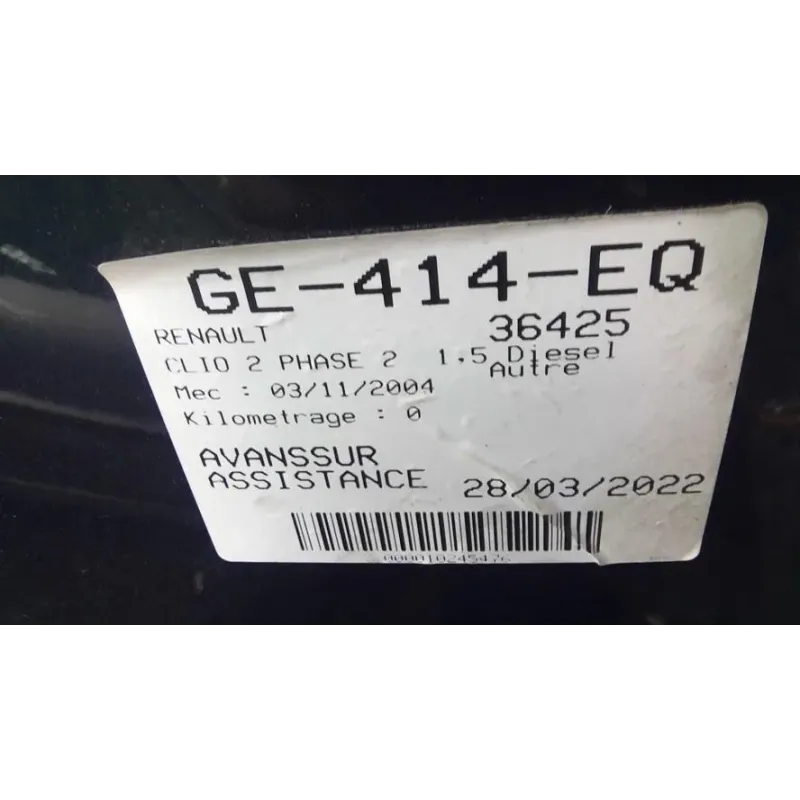 GE-414-EQ
RENAULT 36425
CLIO 2 PHASE 2 1.5 Diesel
Autre
Mec : 03/11/2004
Kilometrage : 0
AVANSSUR
ASSISTANCE 28/03/2022
000010245476